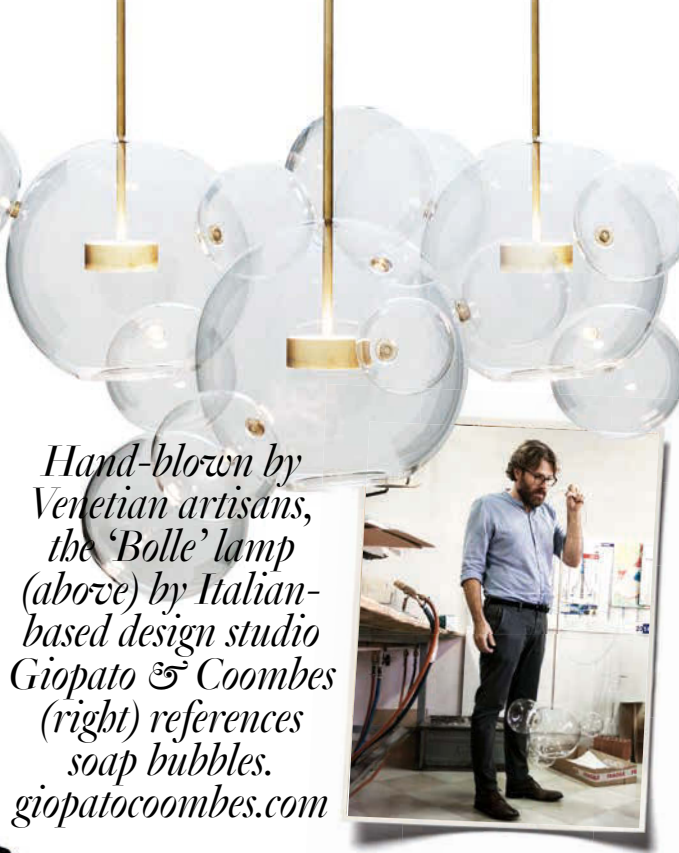 Hand-blown by
Venetian artisans,
the ‘Bolle’ lamp
(above) by Italian-
based design studio
Giopato & Coombes
(right) references
soap bubbles.
giopatocoombes.com